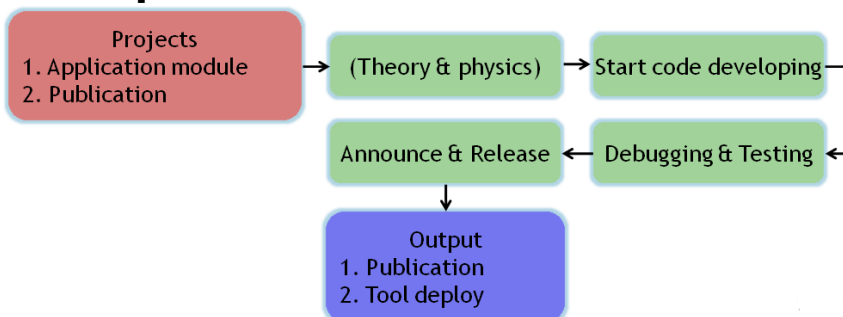 Projects
1. Application module
2. Publication
(Theory & physics)
Start code developing
Debugging & Testing
Announce & Release
Output
1. Publication
2. Tool deploy